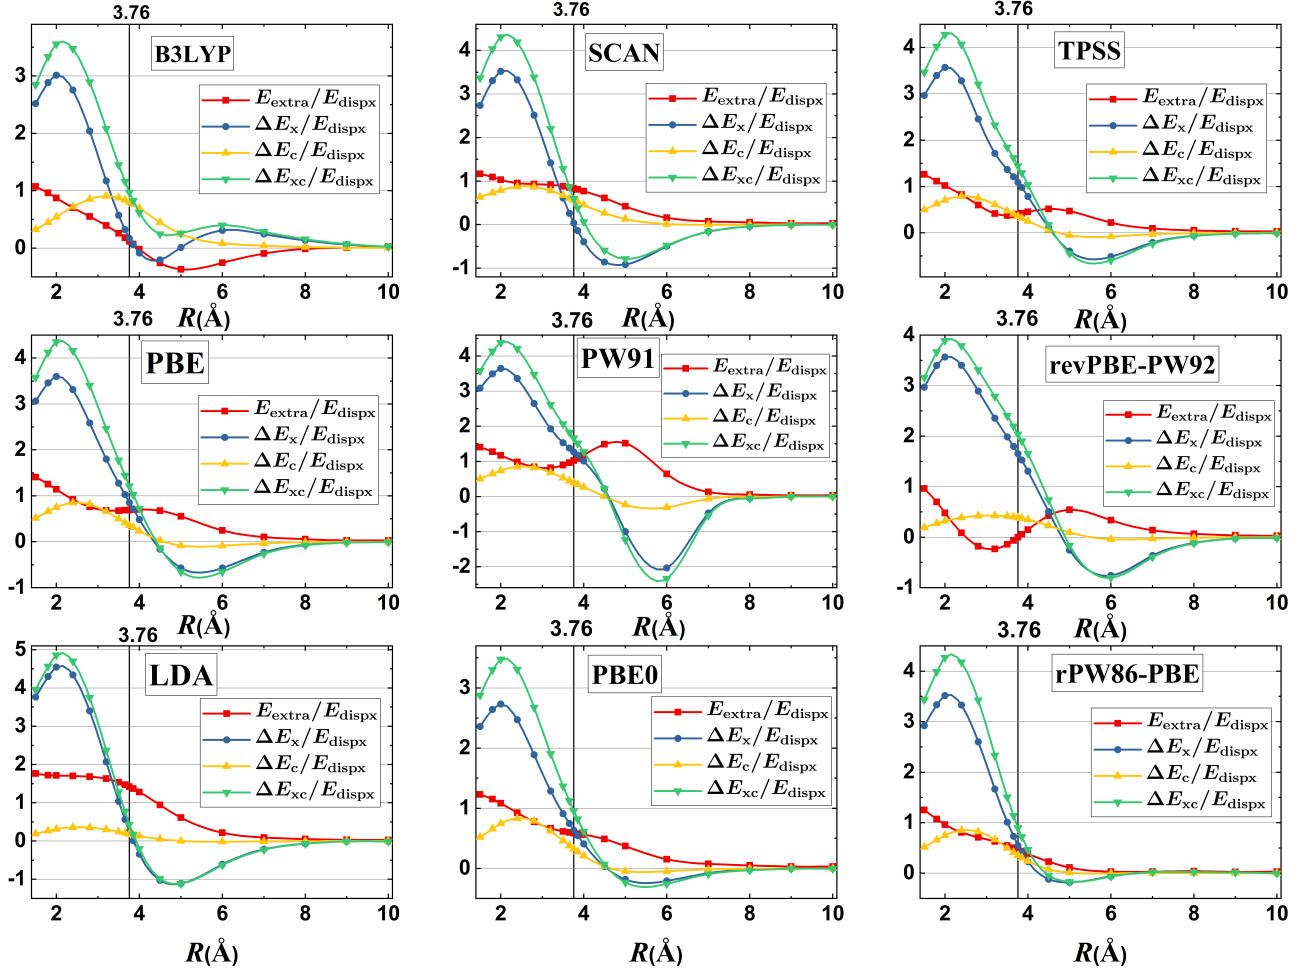 3.76
3.76
3.76
B3LYP
E_extra/E_dispx
ΔE_x/E_dispx
ΔE_c/E_dispx
ΔE_xc/E_dispx
3
2
1
0
2 4 6 8 10
R(Å)
SCAN
E_extra/E_dispx
ΔE_x/E_dispx
ΔE_c/E_dispx
ΔE_xc/E_dispx
4
3
2
1
0
-1
2 4 6 8 10
R(Å)
TPSS
E_extra/E_dispx
ΔE_x/E_dispx
ΔE_c/E_dispx
ΔE_xc/E_dispx
4
3
2
1
0
2 4 6 8 10
R(Å)
3.76
3.76
3.76
PBE
E_extra/E_dispx
ΔE_x/E_dispx
ΔE_c/E_dispx
ΔE_xc/E_dispx
4
3
2
1
0
-1
2 4 6 8 10
R(Å)
PW91
E_extra/E_dispx
ΔE_x/E_dispx
ΔE_c/E_dispx
ΔE_xc/E_dispx
4
3
2
1
0
-1
-2
2 4 6 8 10
R(Å)
revPBE-PW92
E_extra/E_dispx
ΔE_x/E_dispx
ΔE_c/E_dispx
ΔE_xc/E_dispx
4
3
2
1
0
-1
2 4 6 8 10
R(Å)
3.76
3.76
3.76
LDA
E_extra/E_dispx
ΔE_x/E_dispx
ΔE_c/E_dispx
ΔE_xc/E_dispx
5
4
3
2
1
0
-1
2 4 6 8 10
R(Å)
PBE0
E_extra/E_dispx
ΔE_x/E_dispx
ΔE_c/E_dispx
ΔE_xc/E_dispx
3
2
1
0
2 4 6 8 10
R(Å)
rPW86-PBE
E_extra/E_dispx
ΔE_x/E_dispx
ΔE_c/E_dispx
ΔE_xc/E_dispx
4
3
2
1
0
2 4 6 8 10
R(Å)